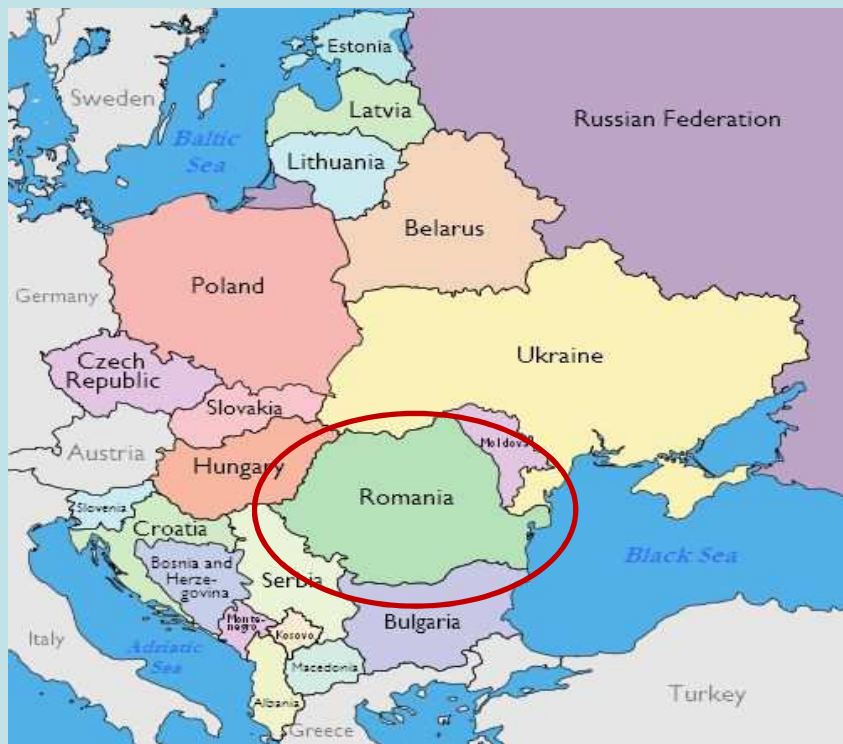 Estonia
Sweden
Latvia
Russian Federation
Baltic
Sea
Lithuania
Belarus
Poland
Germany
Ukraine
Czech
Republic
Slovakia
Moldova
Austria
Hungary
Romania
Slovenia
Croatia
Black Sea
Bosnia and
Herze-
govina
Serbia
Monte-
negro
Kosovo
Bulgaria
Italy
Adriatic
Sea
Macedonia
Albania
Turkey
Greece